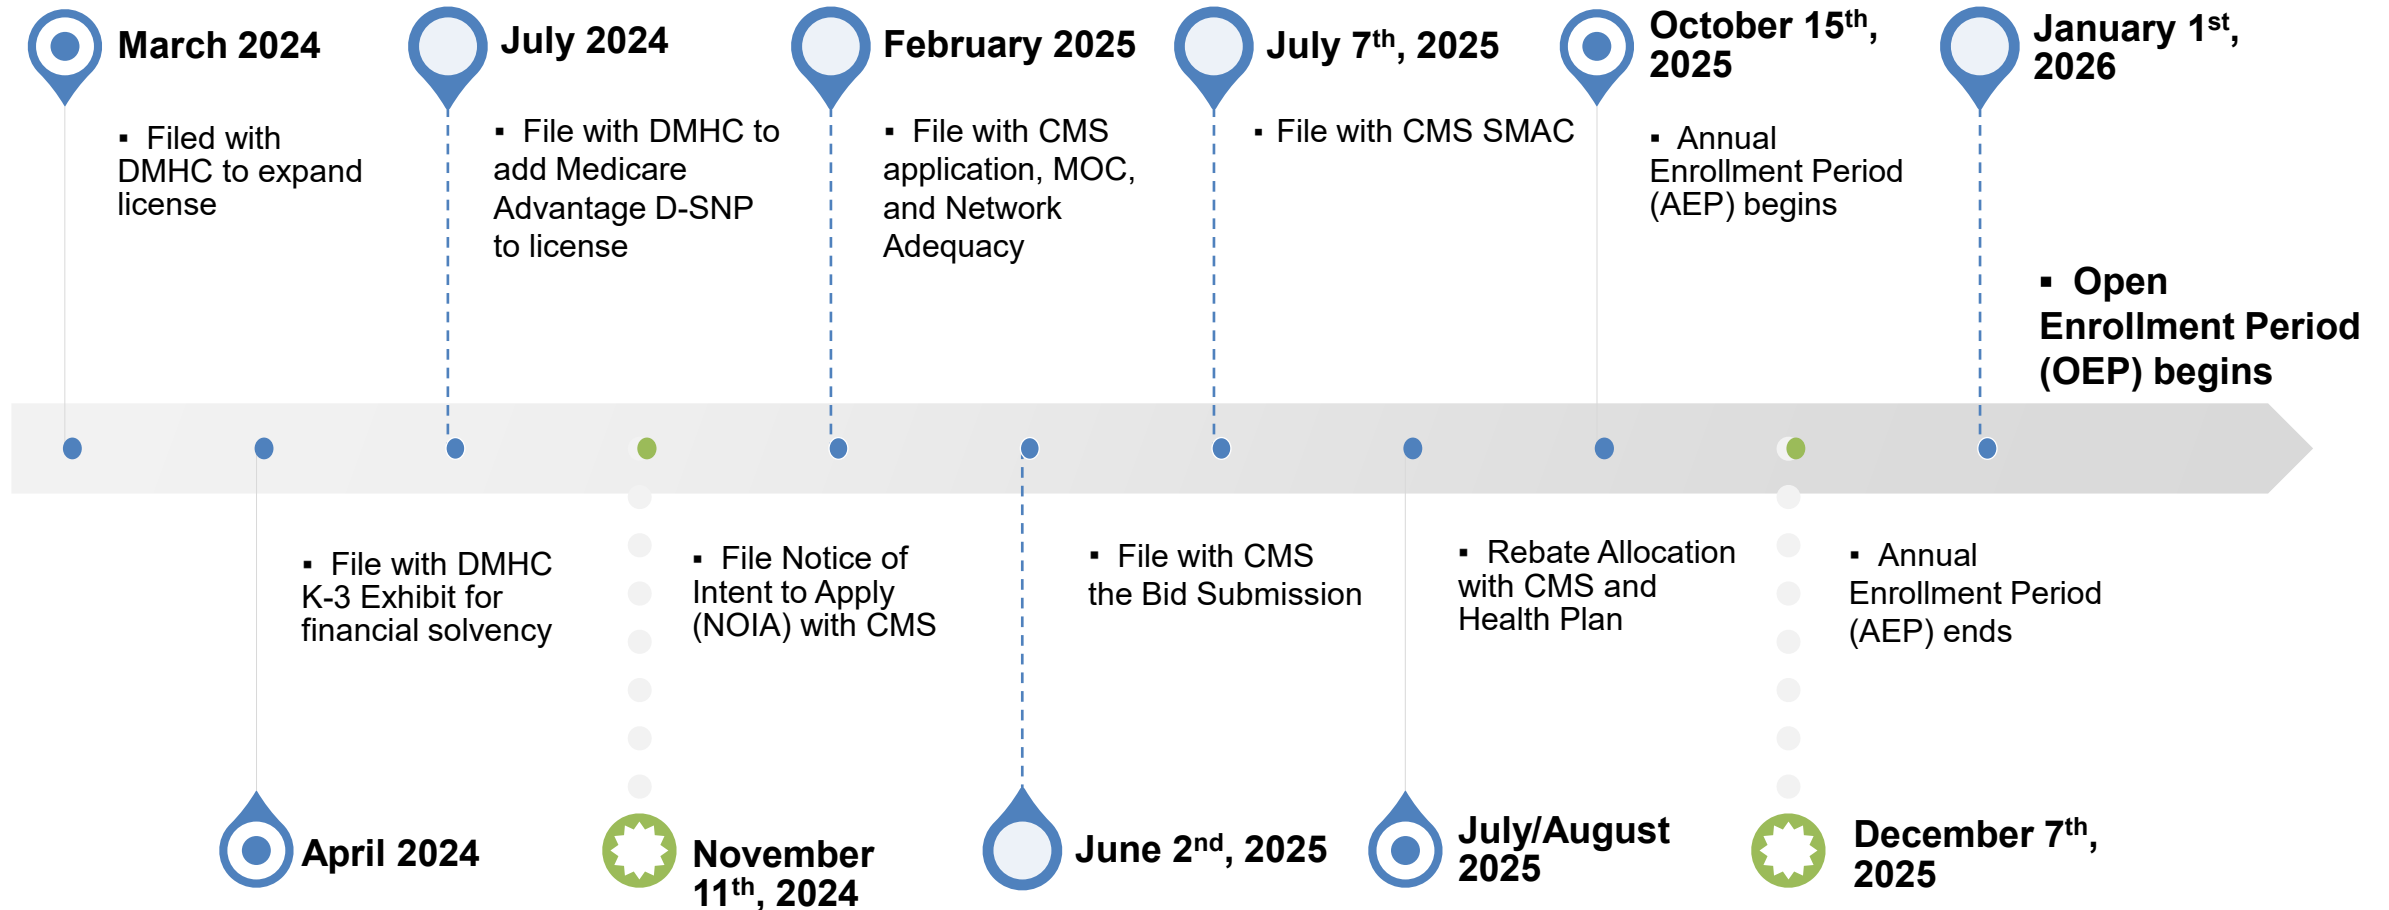 March 2024
▪ Filed with
DMHC to expand
license
July 2024
▪ File with DMHC to
add Medicare
Advantage D-SNP
to license
February 2025
▪ File with CMS
application, MOC,
and Network
Adequacy
July 7th, 2025
▪ File with CMS SMAC
October 15th,
2025
▪ Annual
Enrollment Period
(AEP) begins
January 1st,
2026
▪ Open
Enrollment Period
(OEP) begins
▪ File with DMHC
K-3 Exhibit for
financial solvency
April 2024
▪ File Notice of
Intent to Apply
(NOIA) with CMS
November
11th, 2024
▪ File with CMS
the Bid Submission
June 2nd, 2025
▪ Rebate Allocation
with CMS and
Health Plan
July/August
2025
▪ Annual
Enrollment Period
(AEP) ends
December 7th,
2025